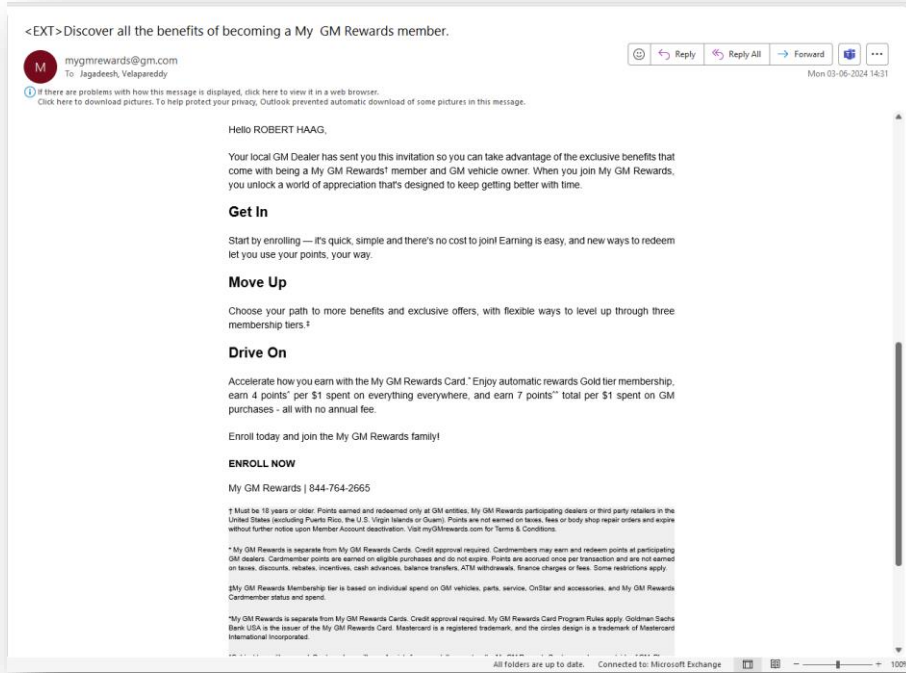 <EXT>Discover all the benefits of becoming a My GM Rewards member.
M
mygmrewards@gm.com
To Jagadeesh, Velapareddy
Reply
Reply All
Forward
Mon 03-06-2024 14:31
If there are problems with how this message is displayed, click here to view it in a web browser.
Click here to download pictures. To help protect your privacy, Outlook prevented automatic download of some pictures in this message.
Hello ROBERT HAAG,
Your local GM Dealer has sent you this invitation so you can take advantage of the exclusive benefits that
come with being a My GM Rewards† member and GM vehicle owner. When you join My GM Rewards,
you unlock a world of appreciation that's designed to keep getting better with time.
Get In
Start by enrolling — it's quick, simple and there's no cost to join! Earning is easy, and new ways to redeem
let you use your points, your way.
Move Up
Choose your path to more benefits and exclusive offers, with flexible ways to level up through three
membership tiers.‡
Drive On
Accelerate how you earn with the My GM Rewards Card.* Enjoy automatic rewards Gold tier membership,
earn 4 points^ per $1 spent on everything everywhere, and earn 7 points^^ total per $1 spent on GM
purchases - all with no annual fee.
Enroll today and join the My GM Rewards family!
ENROLL NOW
My GM Rewards | 844-764-2665
† Must be 18 years or older. Points earned and redeemed only at GM entities, My GM Rewards participating dealers or third party retailers in the
United States (excluding Puerto Rico, the U.S. Virgin Islands or Guam). Points are not earned on taxes, fees or body shop repair orders and expire
without further notice upon Member Account deactivation. Visit myGMrewards.com for Terms & Conditions.
* My GM Rewards is separate from My GM Rewards Cards. Credit approval required. Cardmembers may earn and redeem points at participating
GM dealers. Cardmember points are earned on eligible purchases and do not expire. Points are accrued once per transaction and are not earned
on taxes, discounts, rebates, incentives, cash advances, balance transfers, ATM withdrawals, finance charges or fees. Some restrictions apply.
‡My GM Rewards Membership tier is based on individual spend on GM vehicles, parts, service, OnStar and accessories, and My GM Rewards
Cardmember status and spend.
*My GM Rewards is separate from My GM Rewards Cards. Credit approval required. My GM Rewards Card Program Rules apply. Goldman Sachs
Bank USA is the issuer of the My GM Rewards Card. Mastercard is a registered trademark, and the circles design is a trademark of Mastercard
International Incorporated.
All folders are up to date. Connected to: Microsoft Exchange 100%